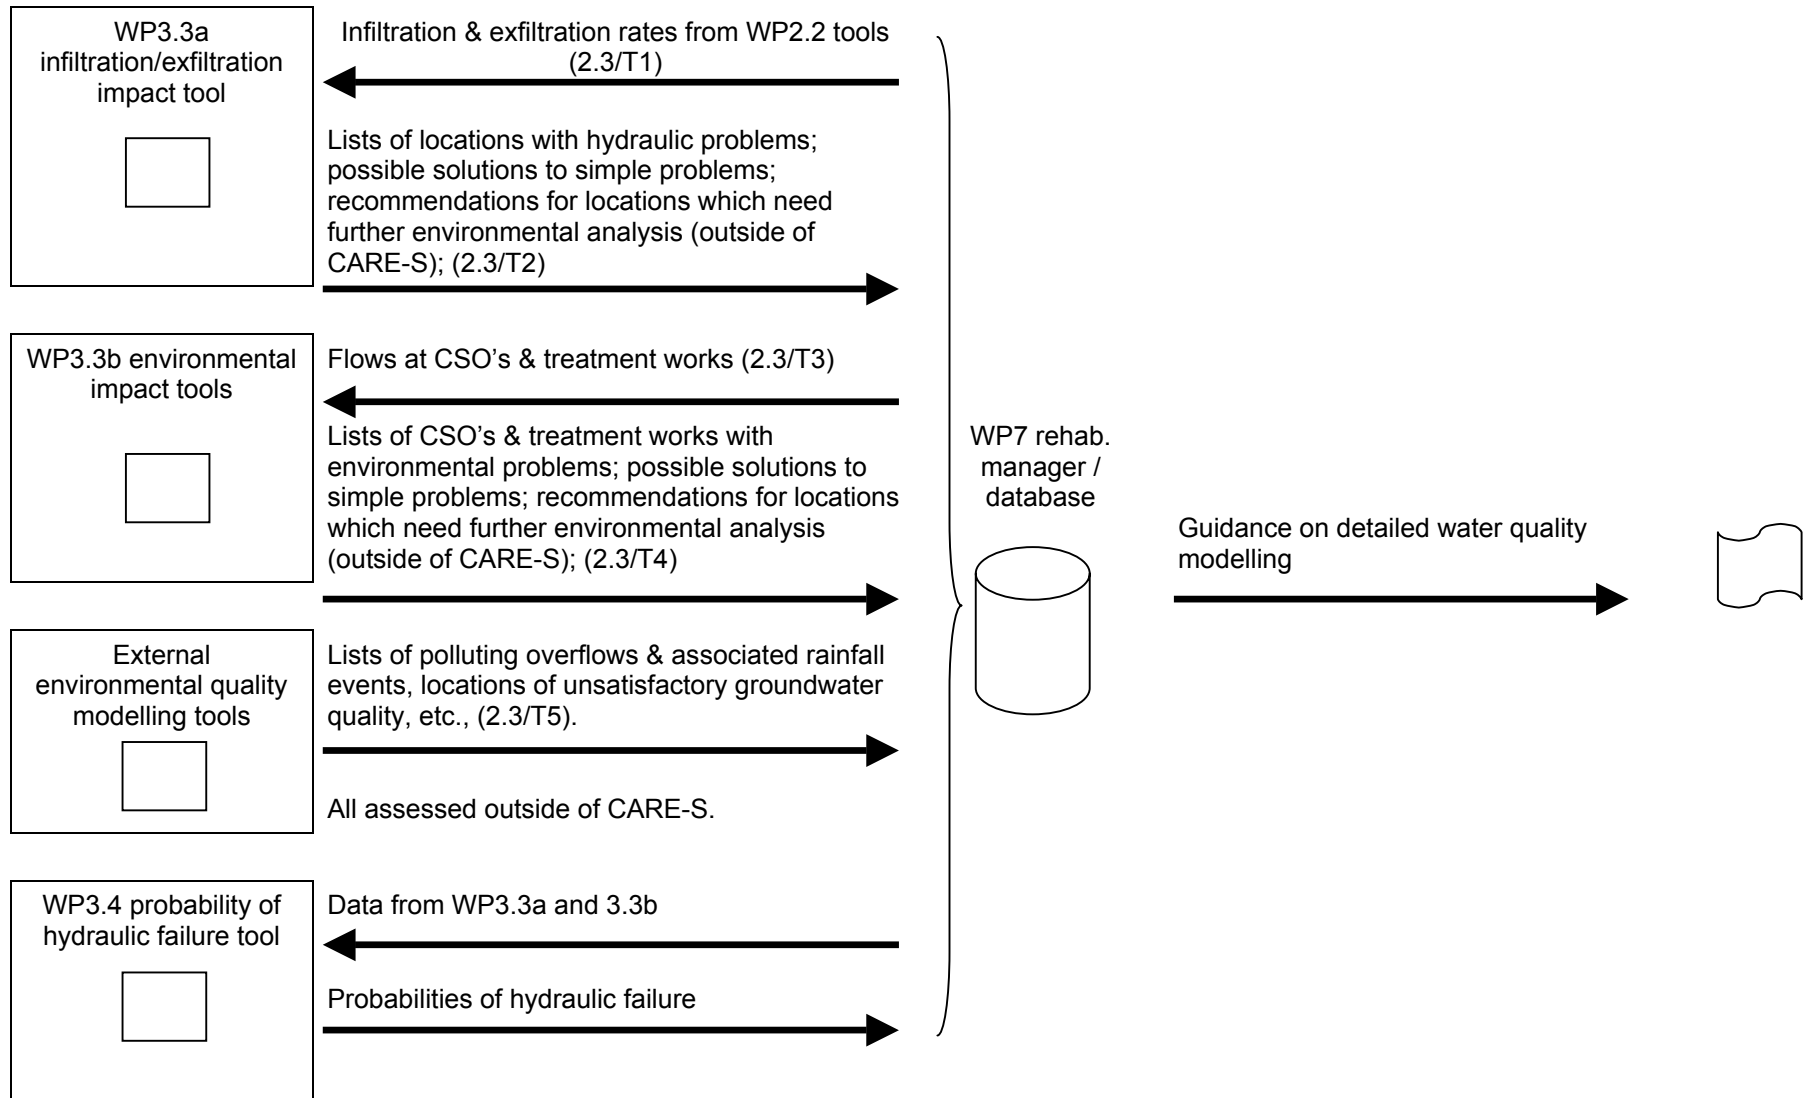 WP3.3a
infiltration/exfiltration
impact tool
Infiltration & exfiltration rates from WP2.2 tools
(2.3/T1)
Lists of locations with hydraulic problems;
possible solutions to simple problems;
recommendations for locations which need
further environmental analysis (outside of
CARE-S); (2.3/T2)
WP3.3b environmental
impact tools
Flows at CSO’s & treatment works (2.3/T3)
Lists of CSO’s & treatment works with
environmental problems; possible solutions to
simple problems; recommendations for locations
which need further environmental analysis
(outside of CARE-S); (2.3/T4)
External
environmental quality
modelling tools
Lists of polluting overflows & associated rainfall
events, locations of unsatisfactory groundwater
quality, etc., (2.3/T5).
All assessed outside of CARE-S.
WP3.4 probability of
hydraulic failure tool
Data from WP3.3a and 3.3b
Probabilities of hydraulic failure
WP7 rehab.
manager /
database
Guidance on detailed water quality
modelling